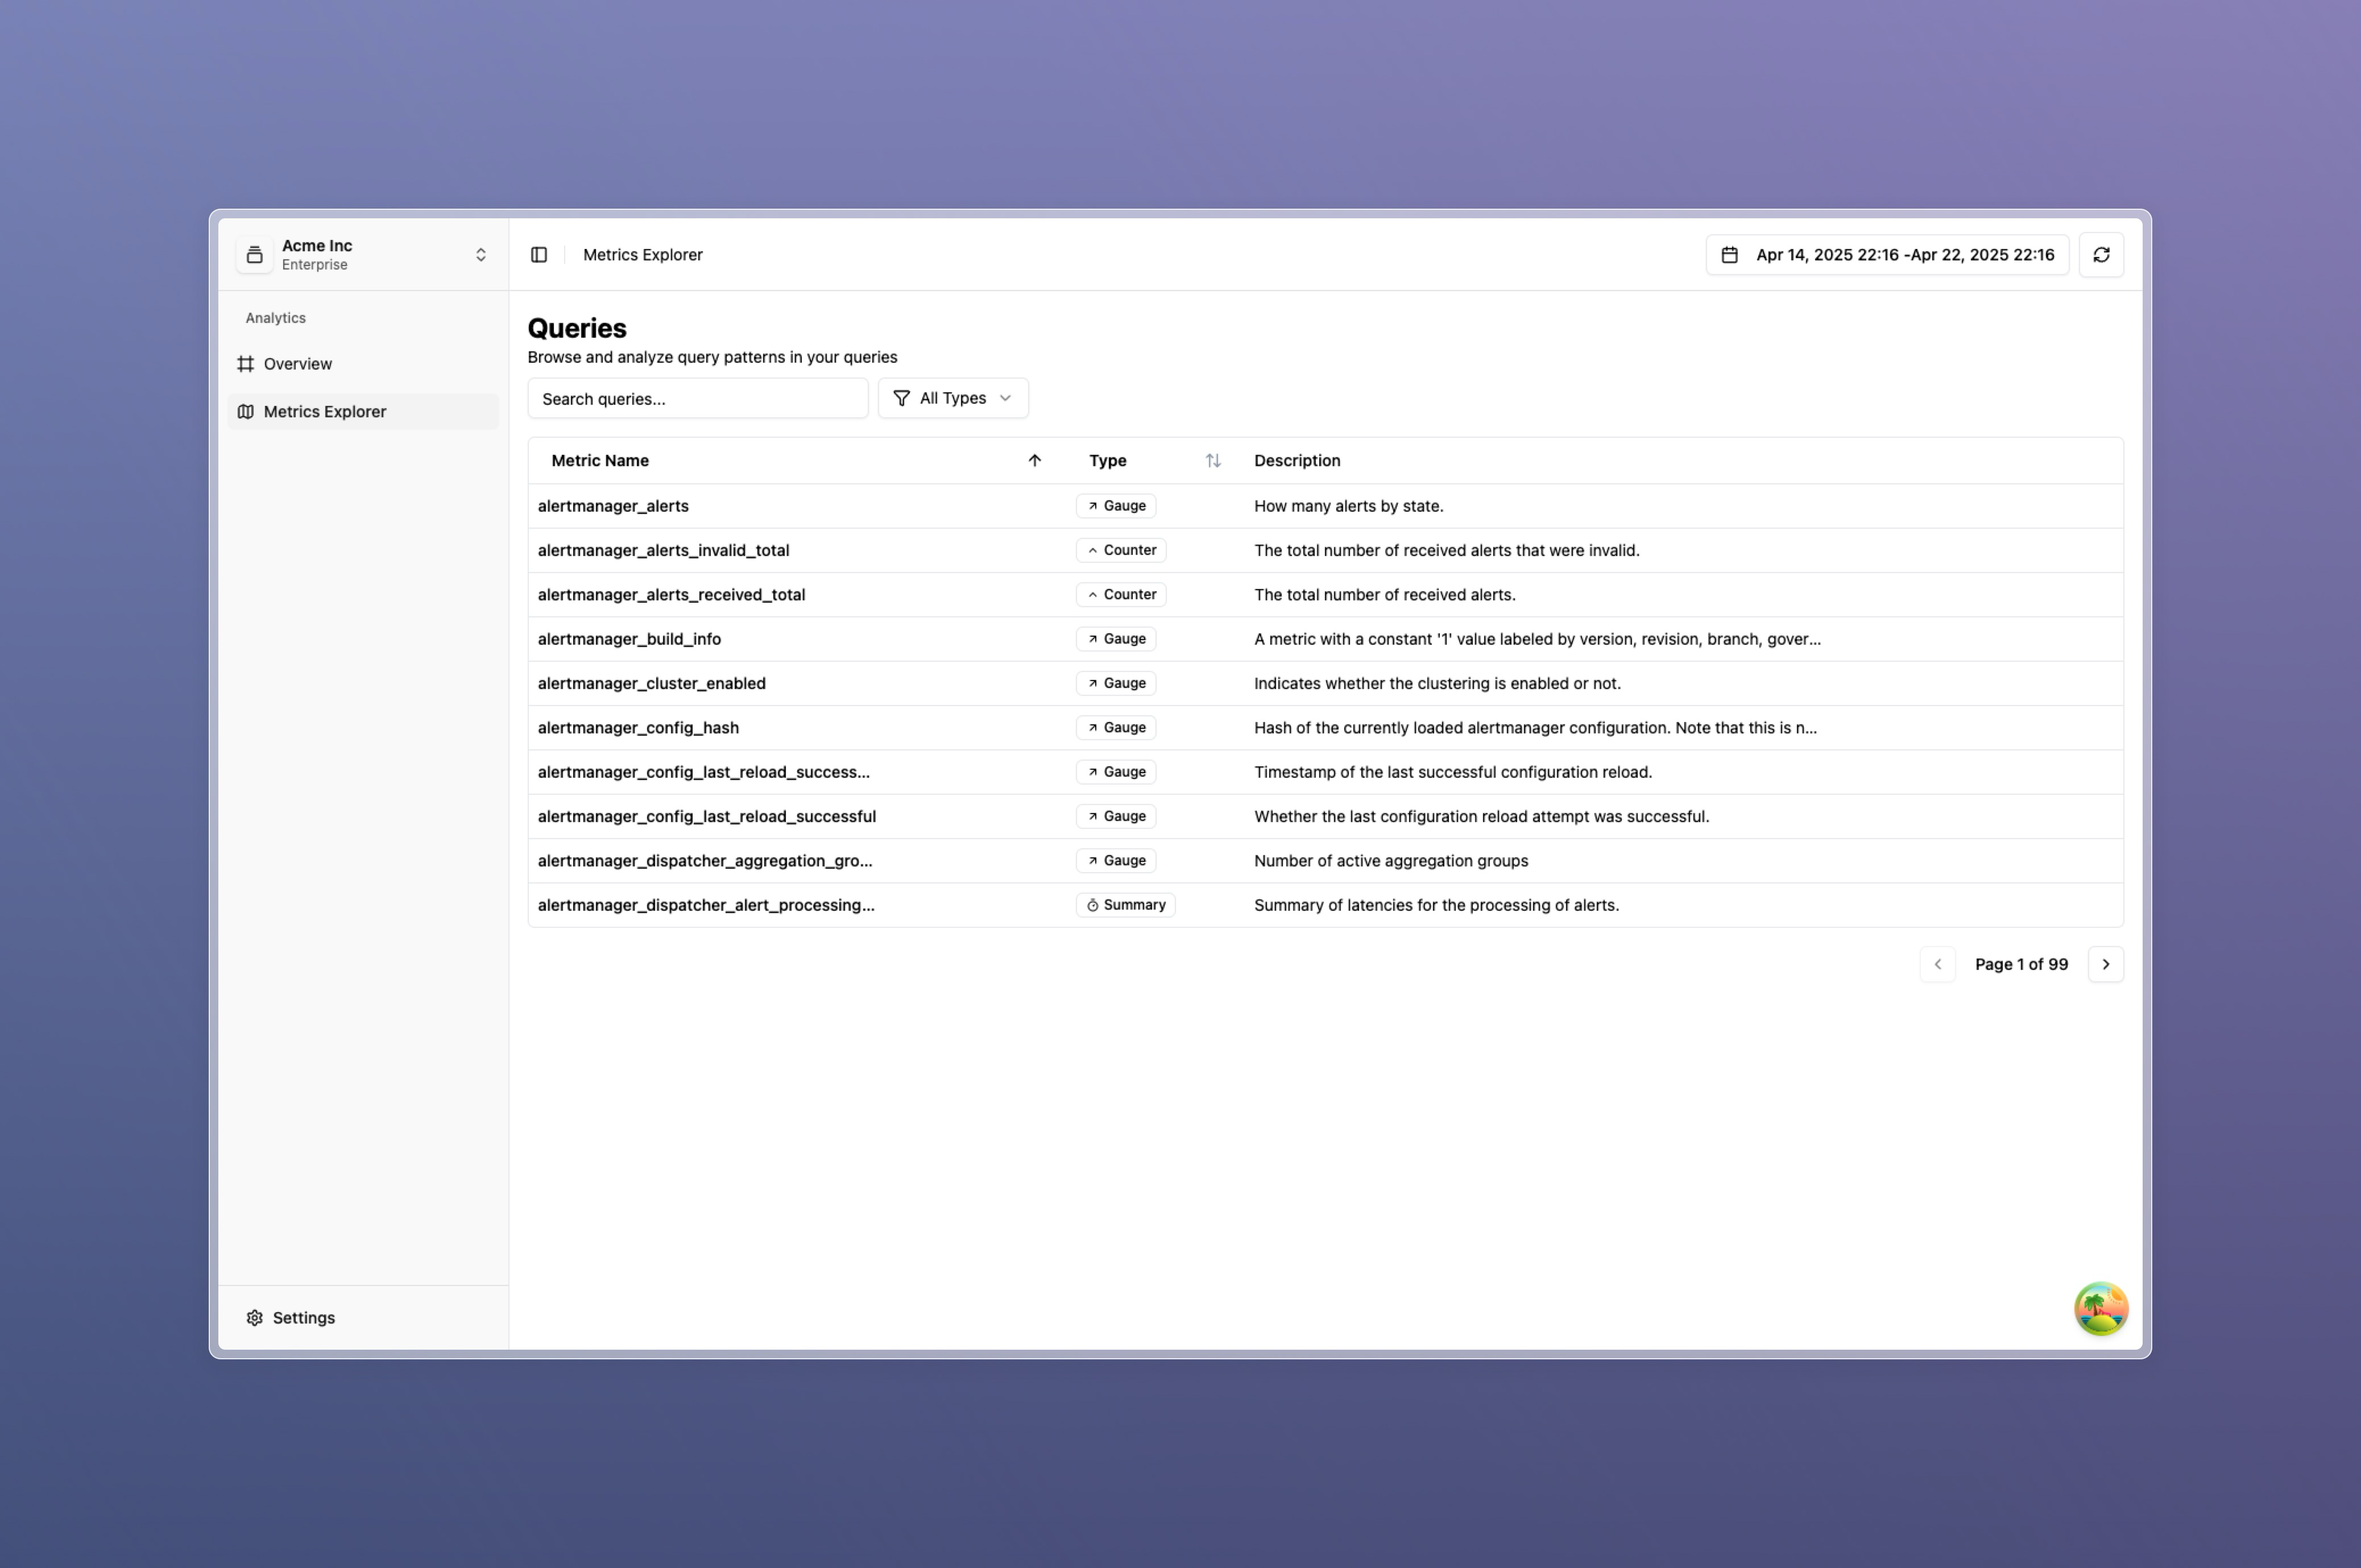 Acme Inc
Enterprise
Metrics Explorer
Apr 14, 2025 22:16 -Apr 22, 2025 22:16
Analytics
Overview
Metrics Explorer
Settings
Queries
Browse and analyze query patterns in your queries
Search queries...
All Types
Metric Name Type Description
alertmanager_alerts Gauge How many alerts by state.
alertmanager_alerts_invalid_total Counter The total number of received alerts that were invalid.
alertmanager_alerts_received_total Counter The total number of received alerts.
alertmanager_build_info Gauge A metric with a constant '1' value labeled by version, revision, branch, gover...
alertmanager_cluster_enabled Gauge Indicates whether the clustering is enabled or not.
alertmanager_config_hash Gauge Hash of the currently loaded alertmanager configuration. Note that this is n...
alertmanager_config_last_reload_success... Gauge Timestamp of the last successful configuration reload.
alertmanager_config_last_reload_successful Gauge Whether the last configuration reload attempt was successful.
alertmanager_dispatcher_aggregation_gro... Gauge Number of active aggregation groups
alertmanager_dispatcher_alert_processing... Summary Summary of latencies for the processing of alerts.
Page 1 of 99